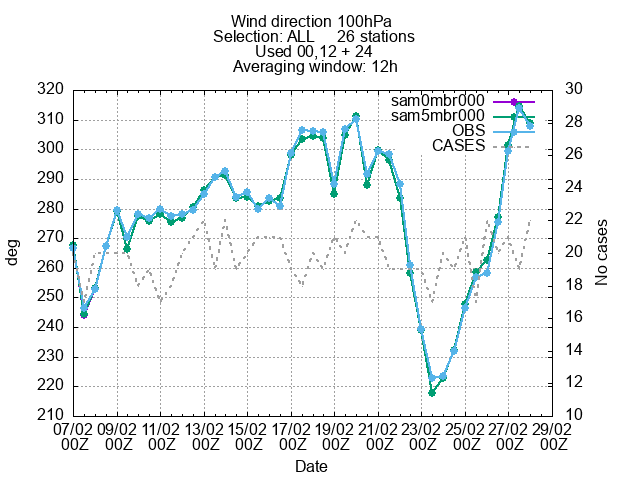 Wind direction 100hPa
Selection: ALL 26 stations
Used 00,12 + 24
Averaging window: 12h
320
310
300
290
280
270
260
250
240
230
220
210
deg
30
28
26
24
22
20
18
16
14
12
10
No cases
sam0mbr000
sam5mbr000
OBS
CASES
07/02 09/02 11/02 13/02 15/02 17/02 19/02 21/02 23/02 25/02 27/02 29/02
00Z 00Z 00Z 00Z 00Z 00Z 00Z 00Z 00Z 00Z 00Z 00Z
Date